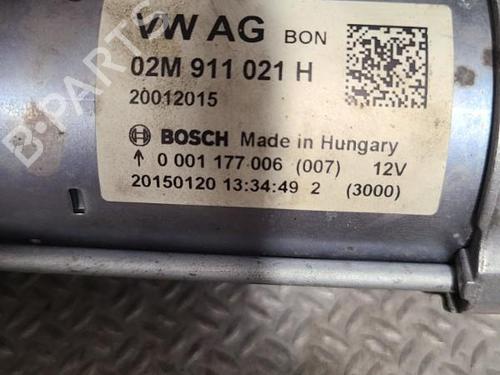 VW AG BON
02M 911 021 H
20012015
BOSCH Made in Hungary
↑ 0 001 177 006 (007) 12V
20150120 13:34:49 2 (3000)
B-PARTS